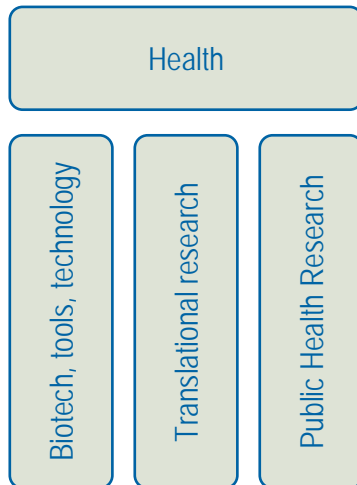 Health
Biotech, tools, technology
Translational research
Public Health Research